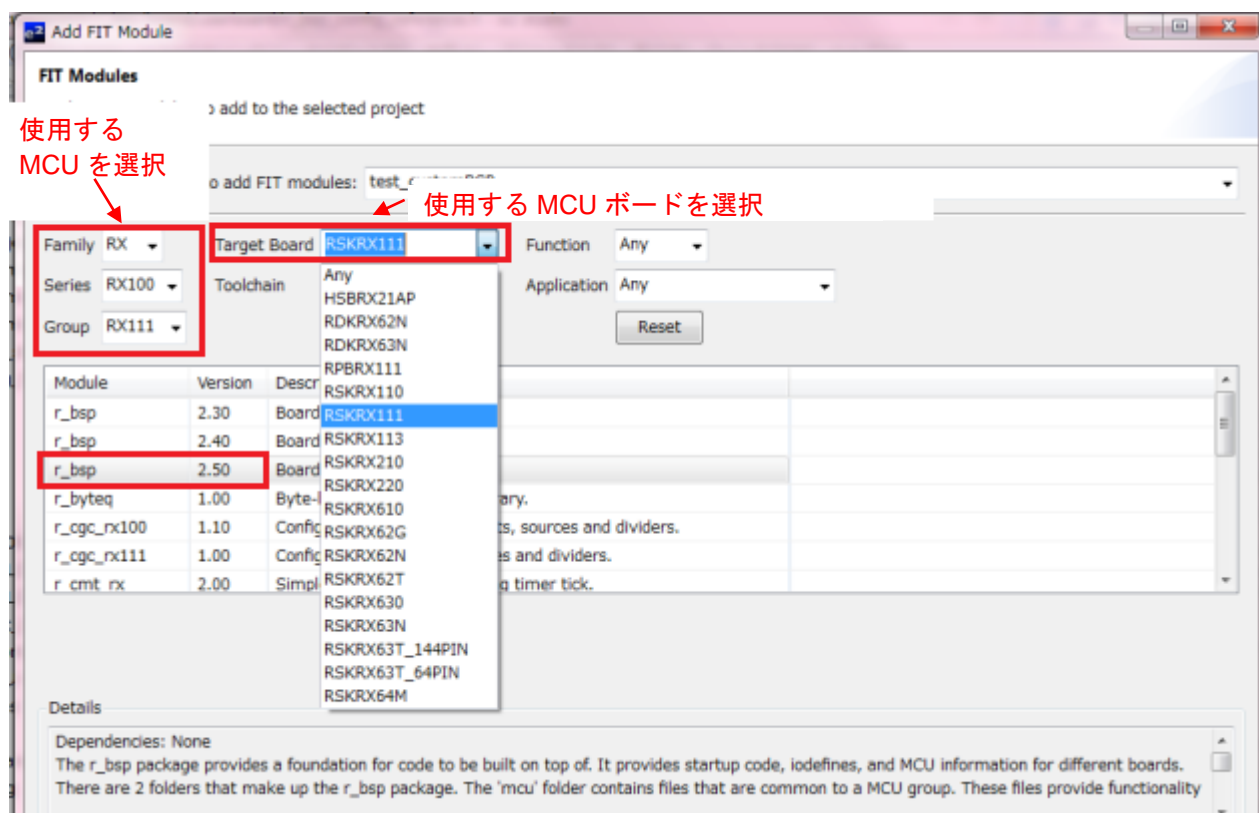 Add FIT Module
FIT Modules
add to the selected project
使用する
MCU を選択
o add FIT modules: test_
使用する MCU ボードを選択
Family RX Target Board RSKRX111 Function Any
Series RX100 Toolchain Application Any
Group RX111 Reset
Any
HSBRX21AP
RDKRX62N
RDKRX63N
RPBRX111
RSKRX110
RSKRX111
RSKRX113
RSKRX210
RSKRX220
RSKRX610
RSKRX62G
RSKRX62N
RSKRX62T
RSKRX630
RSKRX63N
RSKRX63T_144PIN
RSKRX63T_64PIN
RSKRX64M
Module Version Descr
r_bsp 2.30 Board
r_bsp 2.40 Board
r_bsp 2.50 Board
r_byteq 1.00 Byte-l ary.
r_cgc_rx100 1.10 Config ts, sources and dividers.
r_cgc_rx111 1.00 Config es and dividers.
r_cmt_rx 2.00 Simpl g timer tick.
Details
Dependencies: None
The r_bsp package provides a foundation for code to be built on top of. It provides startup code, iodefines, and MCU information for different boards.
There are 2 folders that make up the r_bsp package. The 'mcu' folder contains files that are common to a MCU group. These files provide functionality